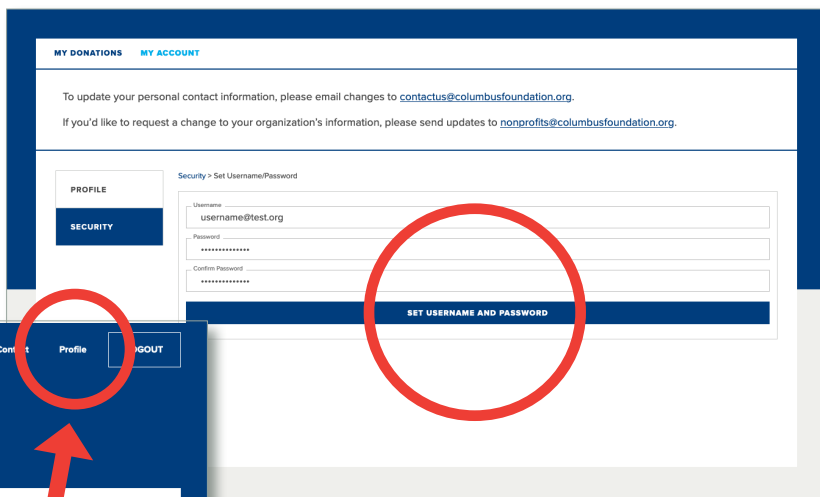 MY DONATIONS MY ACCOUNT
To update your personal contact information, please email changes to contactus@columbusfoundation.org.
If you'd like to request a change to your organization's information, please send updates to nonprofits@columbusfoundation.org.
Security > Set Username/Password
PROFILE
SECURITY
Username
username@test.org
Password
••••••••••••••
Confirm Password
••••••••••••••
SET USERNAME AND PASSWORD
Profile